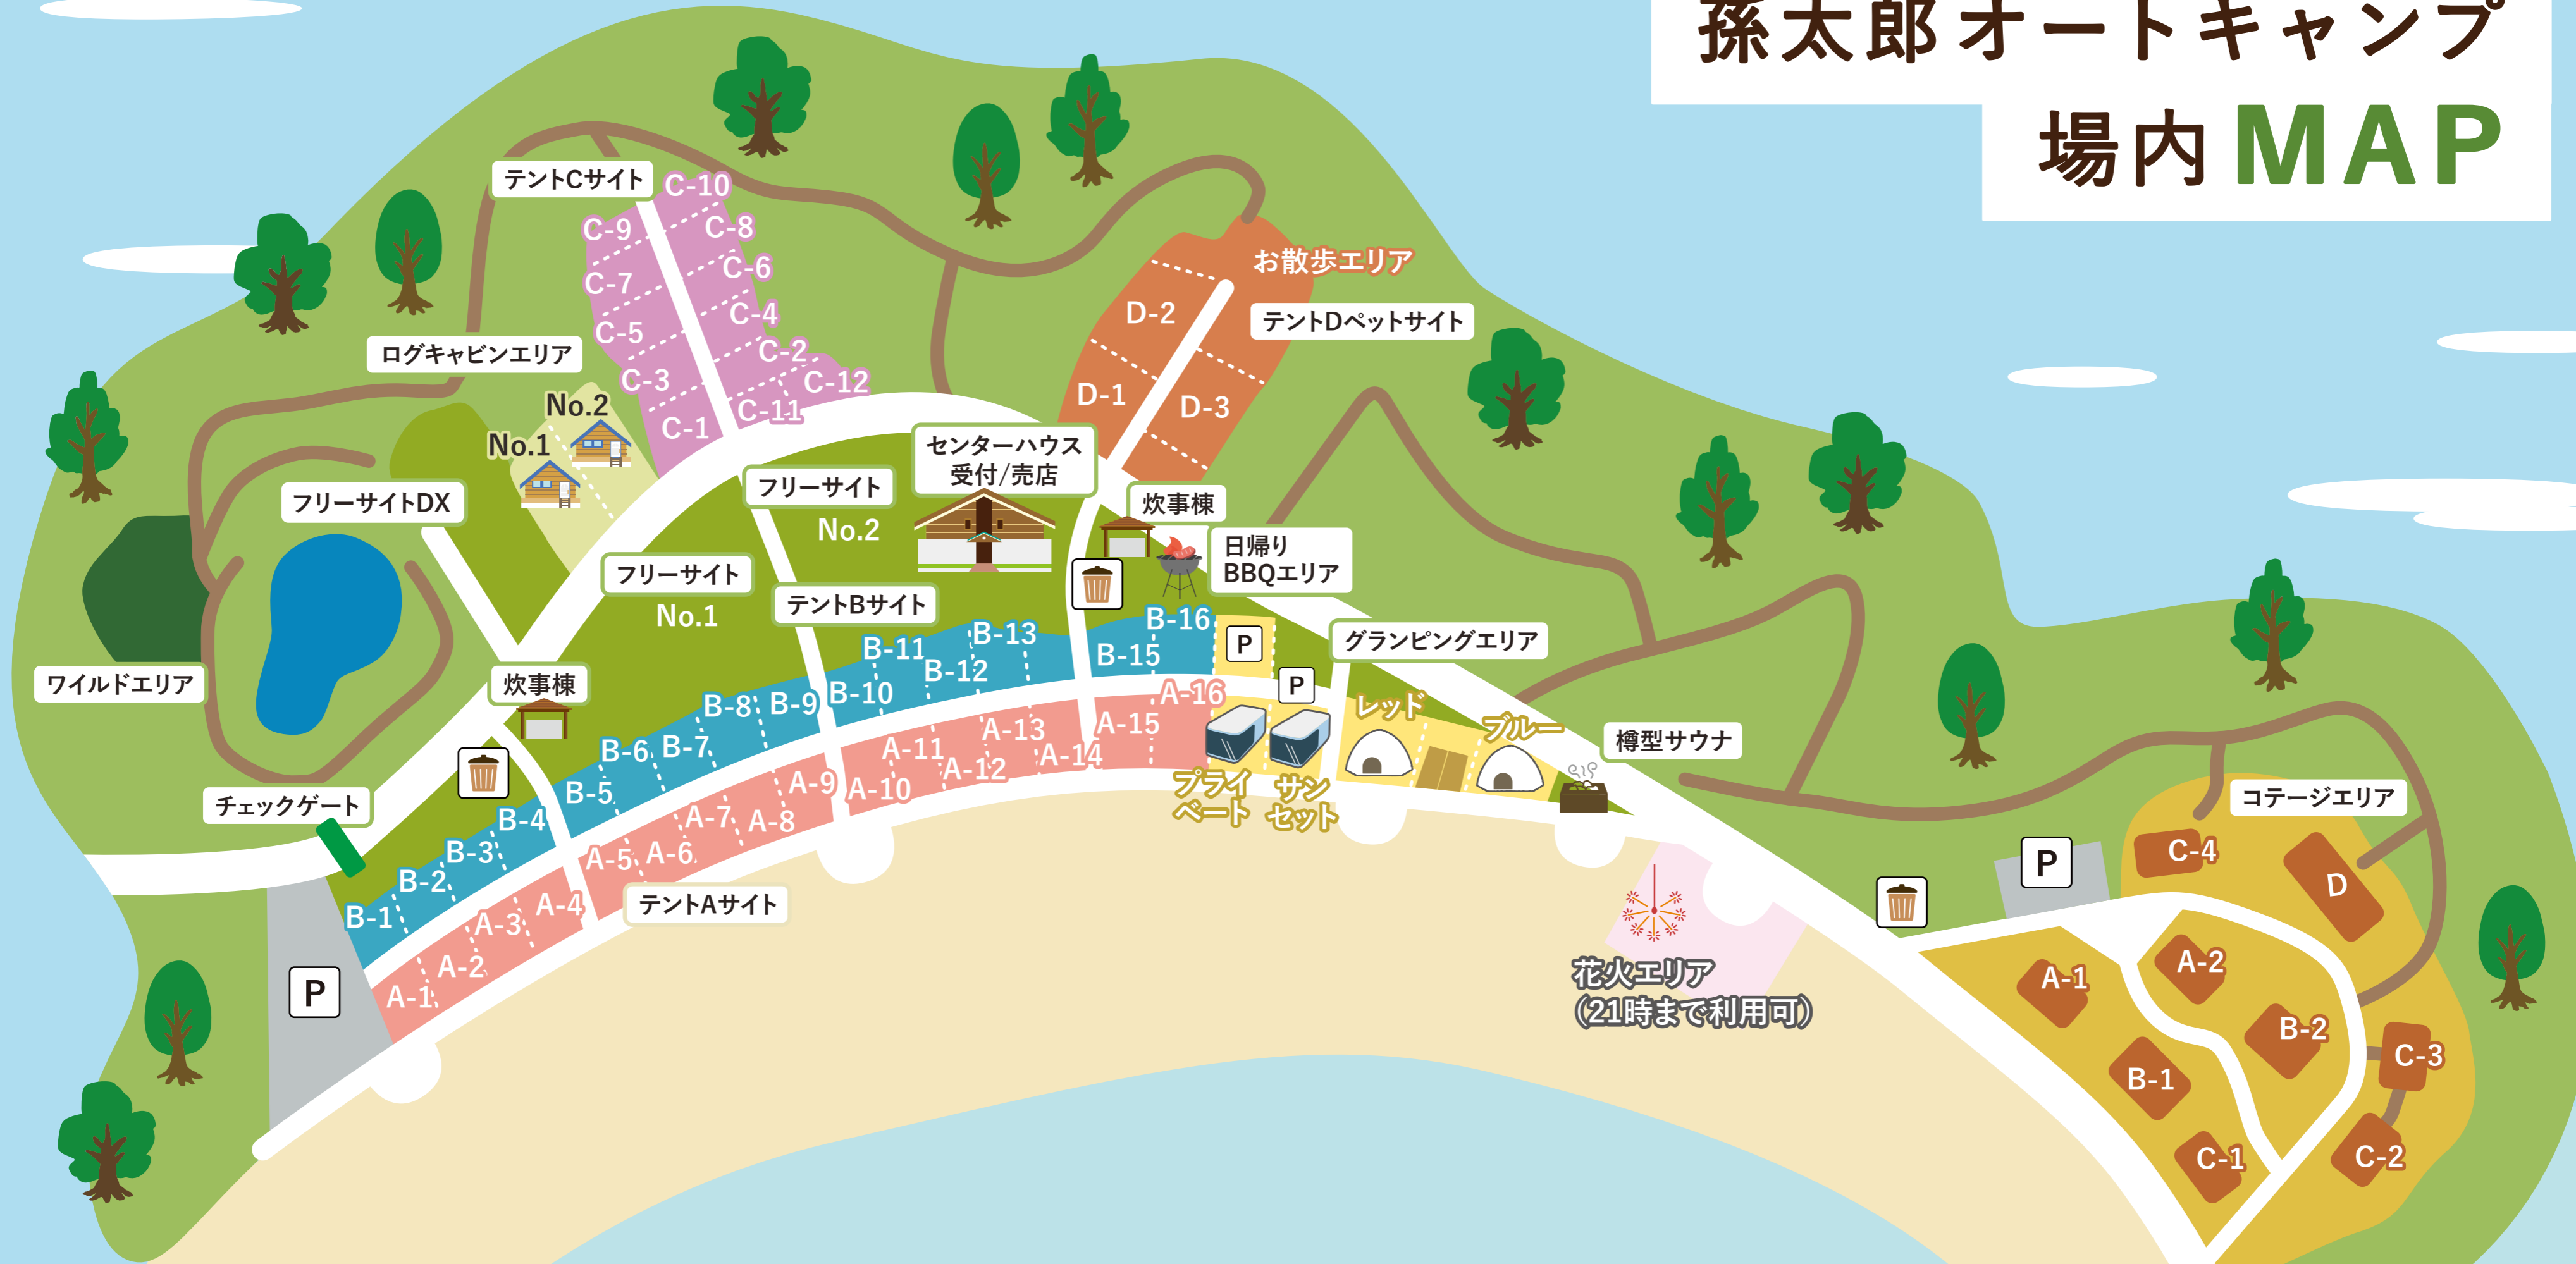 孫太郎オートキャンプ
場内MAP
テントCサイト
C-10
C-9
C-8
C-7
C-6
C-5
C-4
C-3
C-2
C-12
C-11
C-1
お散歩エリア
テントDペットサイト
D-2
D-1
D-3
ログキャビンエリア
No.2
No.1
フリーサイトDX
フリーサイト
No.2
センターハウス
受付/売店
炊事棟
日帰り
BBQエリア
フリーサイト
No.1
テントBサイト
ワイルドエリア
炊事棟
チェックゲート
B-16
B-15
B-13
B-12
B-11
B-10
B-9
B-8
B-7
B-6
B-5
B-4
B-3
B-2
B-1
P
P
グランピングエリア
レッド
ブルー
樽型サウナ
A-16
A-15
A-14
A-13
A-12
A-11
A-10
A-9
A-8
A-7
A-6
A-5
A-4
A-3
A-2
A-1
プライ
ベート
サン
セット
テントAサイト
P
花火エリア
（21時まで利用可）
P
コテージエリア
C-4
D
A-1
A-2
B-2
B-1
C-3
C-1
C-2